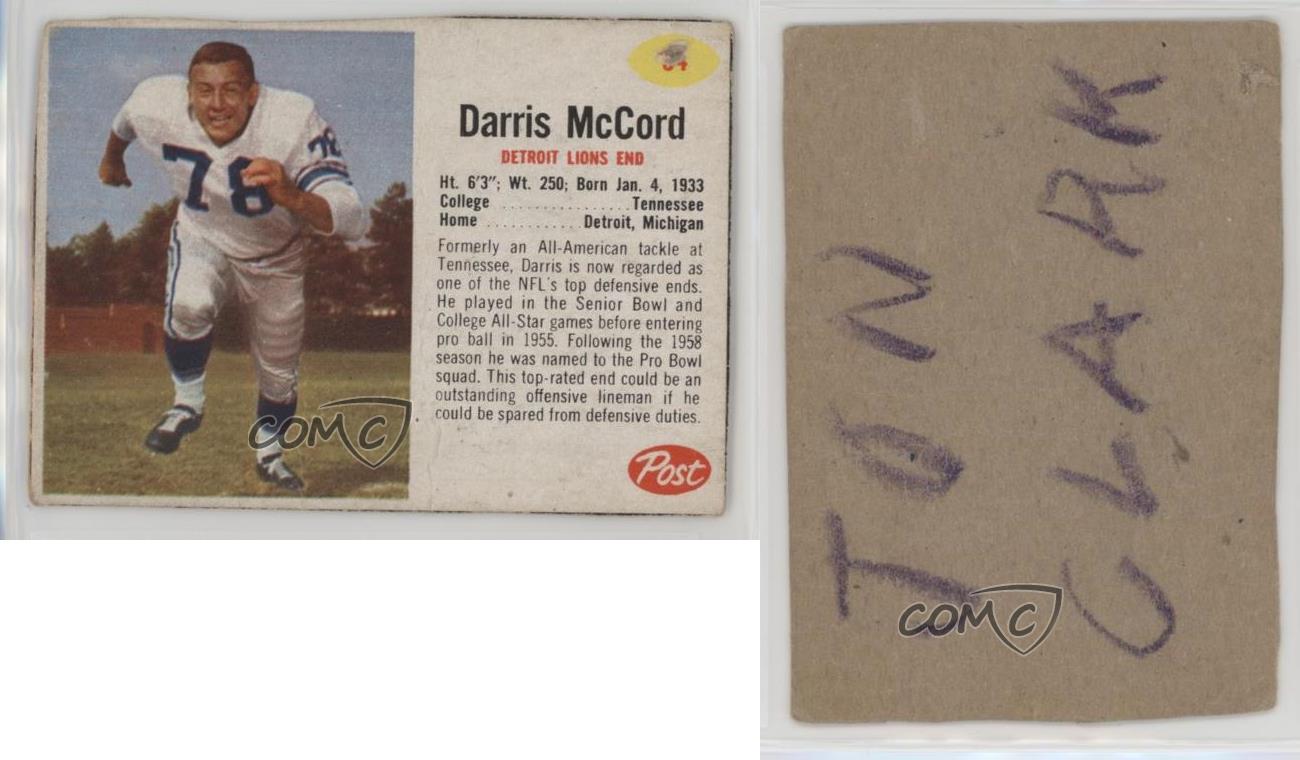 64
Darris McCord
DETROIT LIONS END
Ht. 6'3"; Wt. 250; Born Jan. 4, 1933
College ................ Tennessee
Home ............ Detroit, Michigan
Formerly an All-American tackle at
Tennessee, Darris is now regarded as
one of the NFL's top defensive ends.
He played in the Senior Bowl and
College All-Star games before entering
pro ball in 1955. Following the 1958
season he was named to the Pro Bowl
squad. This top-rated end could be an
outstanding offensive lineman if he
could be spared from defensive duties.
Post
78
78
COMC
JON
CLARK
COMC